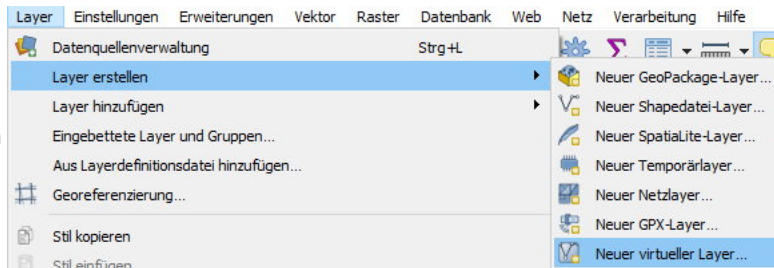 Layer Einstellungen Erweiterungen Vektor Raster Datenbank Web Netz Verarbeitung Hilfe
Datenquellenverwaltung Strg+L
Layer erstellen
Layer hinzufügen
Eingebettete Layer und Gruppen...
Aus Layerdefinitionsdatei hinzufügen...
Georeferenzierung...
Stil kopieren
Stil einfügen
Neuer GeoPackage-Layer...
Neuer Shapedatei-Layer...
Neuer SpatiaLite-Layer...
Neuer Temporärlayer...
Neuer Netzlayer...
Neuer GPX-Layer...
Neuer virtueller Layer...